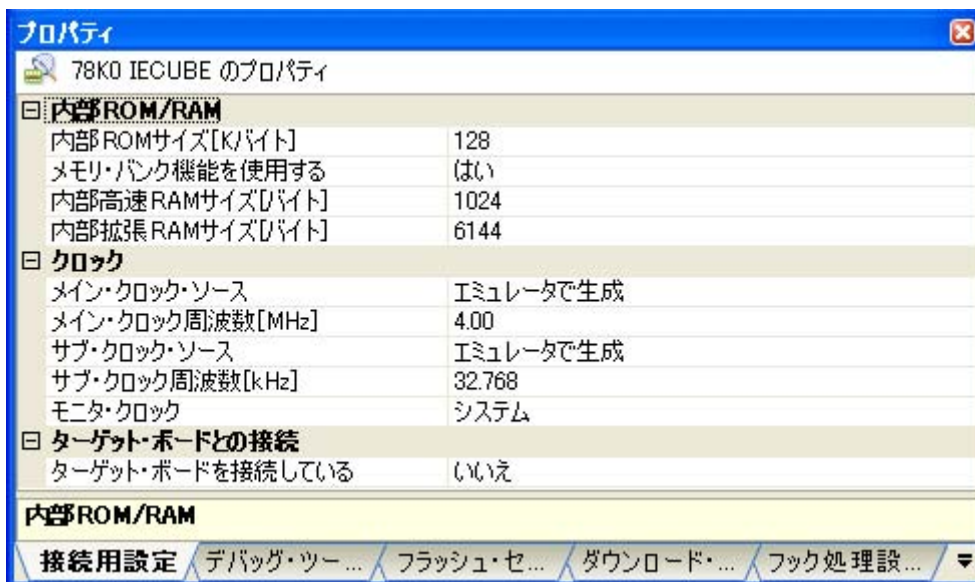 プロパティ
78K0 IECUBE のプロパティ
内部ROM/RAM
内部ROMサイズ[Kバイト] 128
メモリ・バンク機能を使用する はい
内部高速RAMサイズ[バイト] 1024
内部拡張RAMサイズ[バイト] 6144
クロック
メイン・クロック・ソース エミュレータで生成
メイン・クロック周波数[MHz] 4.00
サブ・クロック・ソース エミュレータで生成
サブ・クロック周波数[kHz] 32.768
モニタ・クロック システム
ターゲット・ボードとの接続
ターゲット・ボードを接続している いいえ
内部ROM/RAM
接続用設定 デバッグ・ツー... フラッシュ・セ... ダウンロード・... フック処理設...